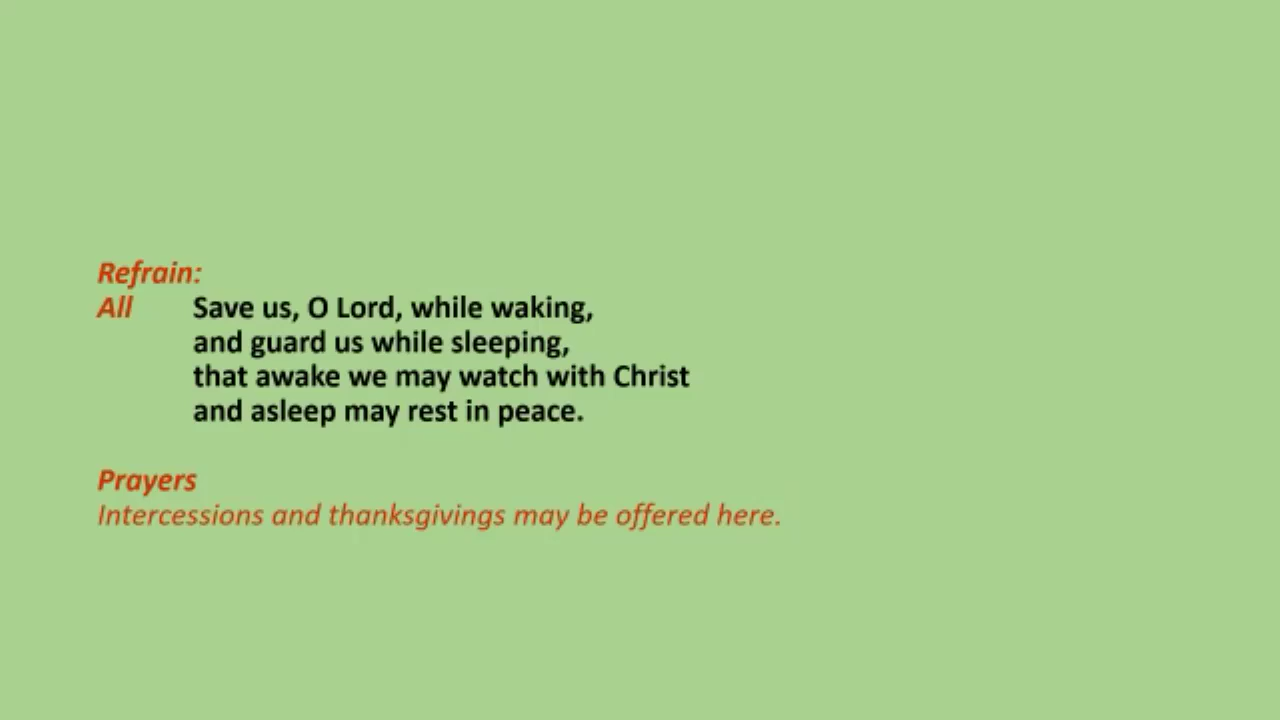 Refrain:
All Save us, O Lord, while waking,
and guard us while sleeping,
that awake we may watch with Christ
and asleep may rest in peace.
Prayers
Intercessions and thanksgivings may be offered here.